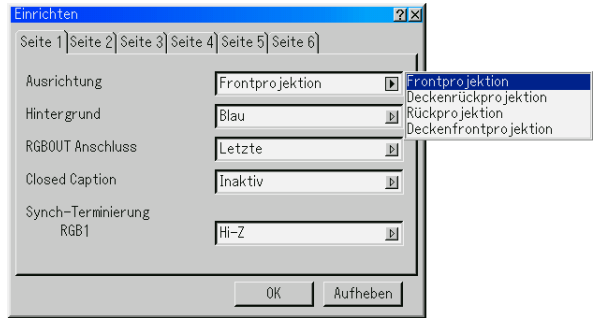 Einrichten
Seite 1 Seite 2 Seite 3 Seite 4 Seite 5 Seite 6
Ausrichtung Frontprojektion Frontprojektion
Deckenrückprojektion
Rückprojektion
Deckenfrontprojektion
Hintergrund Blau
RGBOUT Anschluss Letzte
Closed Caption Inaktiv
Synch-Terminierung
RGB1 Hi-Z
OK Aufheben